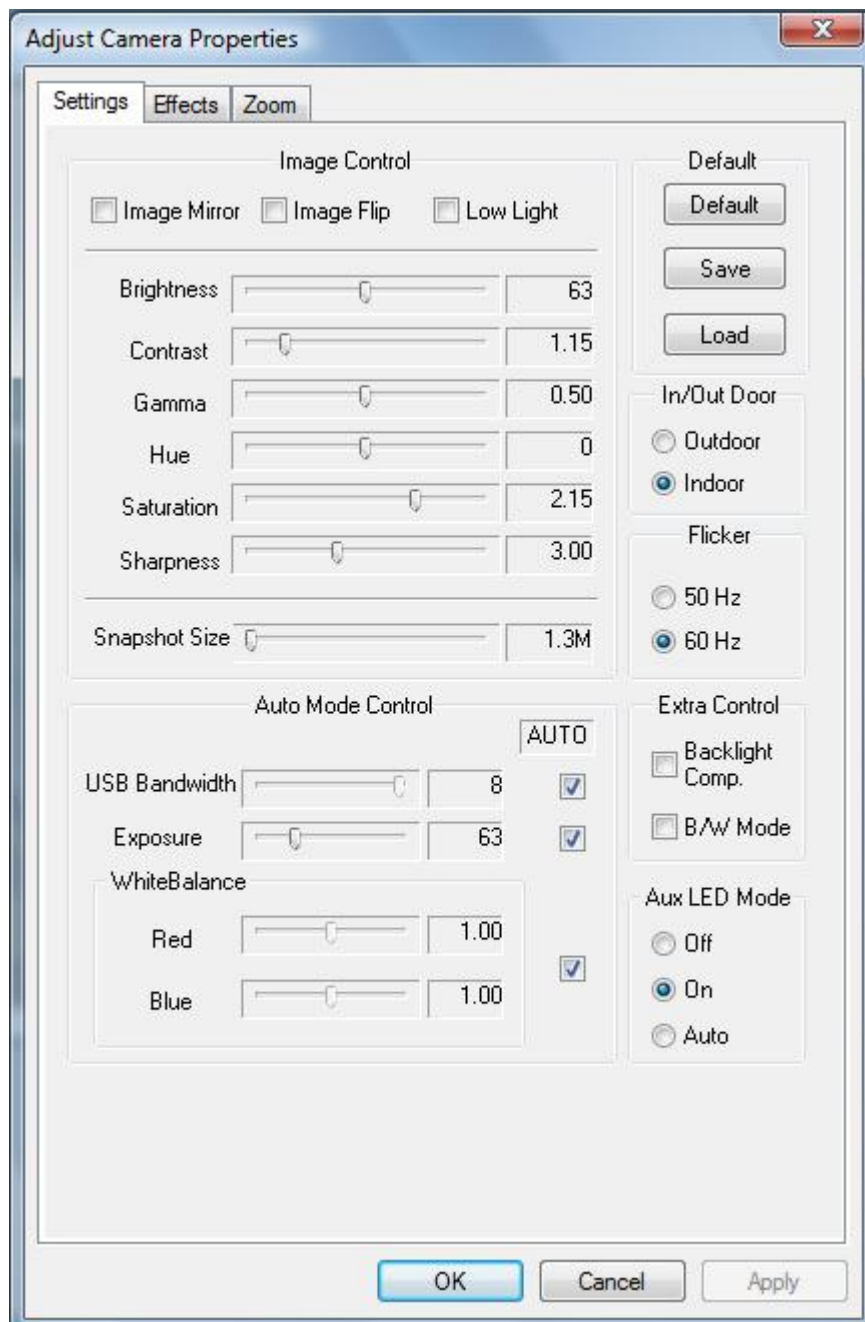 Adjust Camera Properties
X
Settings Effects Zoom
Image Control
Image Mirror Image Flip Low Light
Brightness 63
Contrast 1.15
Gamma 0.50
Hue 0
Saturation 2.15
Sharpness 3.00
Snapshot Size 1.3M
Default
Default
Save
Load
In/Out Door
Outdoor
Indoor
Flicker
50 Hz
60 Hz
Auto Mode Control
AUTO
USB Bandwidth 8
Exposure 63
WhiteBalance
Red 1.00
Blue 1.00
Extra Control
Backlight
Comp.
B/W Mode
Aux LED Mode
Off
On
Auto
OK Cancel Apply